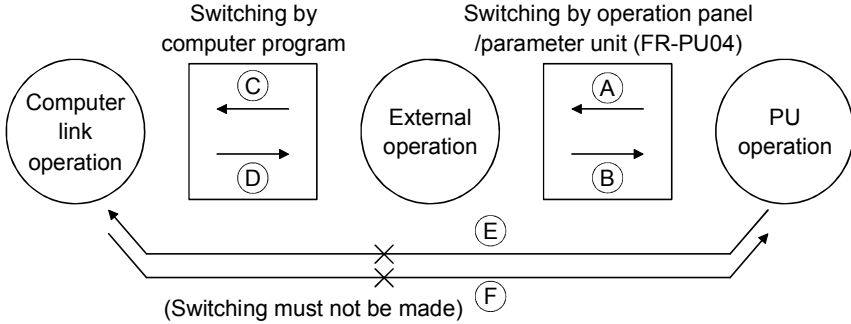 Switching by
computer program
Switching by operation panel
/parameter unit (FR-PU04)
Computer
link
operation
C
D
External
operation
A
B
PU
operation
E
F
(Switching must not be made)